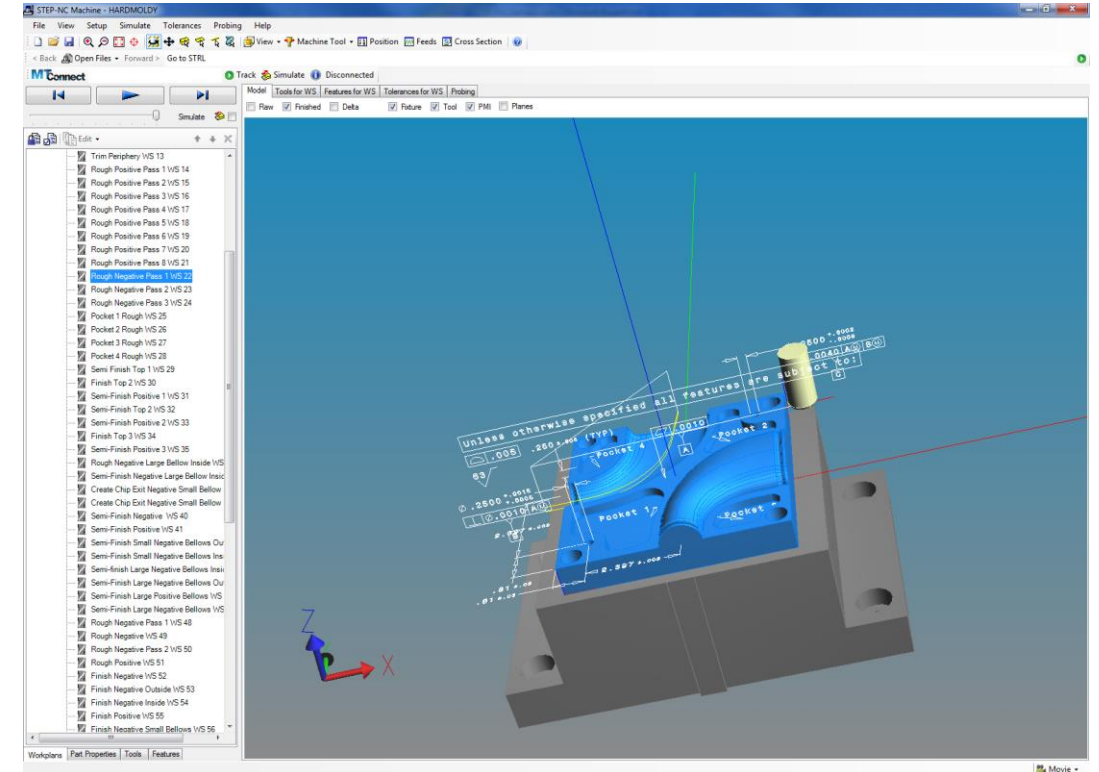 STEP-NC Machine - HARDMOLDY
File View Setup Simulate Tolerances Probing Help
View Machine Tool Position Feeds Cross Section
< Back Open Files Forward > Go to STRL
MTConnect Track Simulate Disconnected
Model Tools for WS Features for WS Tolerances for WS Probing
Raw Finished Delta Fixture Tool PMI Planes
Simulate
Edit
Trim Periphery WS 13
Rough Positive Pass 1 WS 14
Rough Positive Pass 2 WS 15
Rough Positive Pass 3 WS 16
Rough Positive Pass 4 WS 17
Rough Positive Pass 5 WS 18
Rough Positive Pass 6 WS 19
Rough Positive Pass 7 WS 20
Rough Positive Pass 8 WS 21
Rough Negative Pass 1 WS 22
Rough Negative Pass 2 WS 23
Rough Negative Pass 3 WS 24
Pocket 1 Rough WS 25
Pocket 2 Rough WS 26
Pocket 3 Rough WS 27
Pocket 4 Rough WS 28
Semi Finish Top 1 WS 29
Finish Top 2 WS 30
Semi-Finish Positive 1 WS 31
Semi-Finish Top 2 WS 32
Semi-Finish Positive 2 WS 33
Finish Top 3 WS 34
Semi-Finish Positive 3 WS 35
Rough Negative Large Bellow Inside WS
Semi-Finish Negative Large Bellow Insid
Create Chip Exit Negative Small Bellow
Create Chip Exit Negative Small Bellow
Semi-Finish Negative WS 40
Semi-Finish Positive WS 41
Semi-Finish Small Negative Bellows Ou
Semi-Finish Small Negative Bellows Ins
Semi-finish Large Negative Bellows Insi
Semi-Finish Large Negative Bellows Ou
Semi-Finish Large Positive Bellows WS
Semi-Finish Large Negative Bellows WS
Rough Negative Pass 1 WS 48
Rough Negative WS 49
Rough Negative Pass 2 WS 50
Rough Positive WS 51
Finish Negative WS 52
Finish Negative Outside WS 53
Finish Negative Inside WS 54
Finish Positive WS 55
Finish Negative Small Bellows WS 56
Workplans Part Properties Tools Features
Unless otherwise specified all features are subject to:
.005
63
(TYP)
.0010
A
.0040 A B
C
Pocket 4
Pocket 2
Pocket 1
Pocket
.2500
.0010 A
2.397
Z
X
Movie